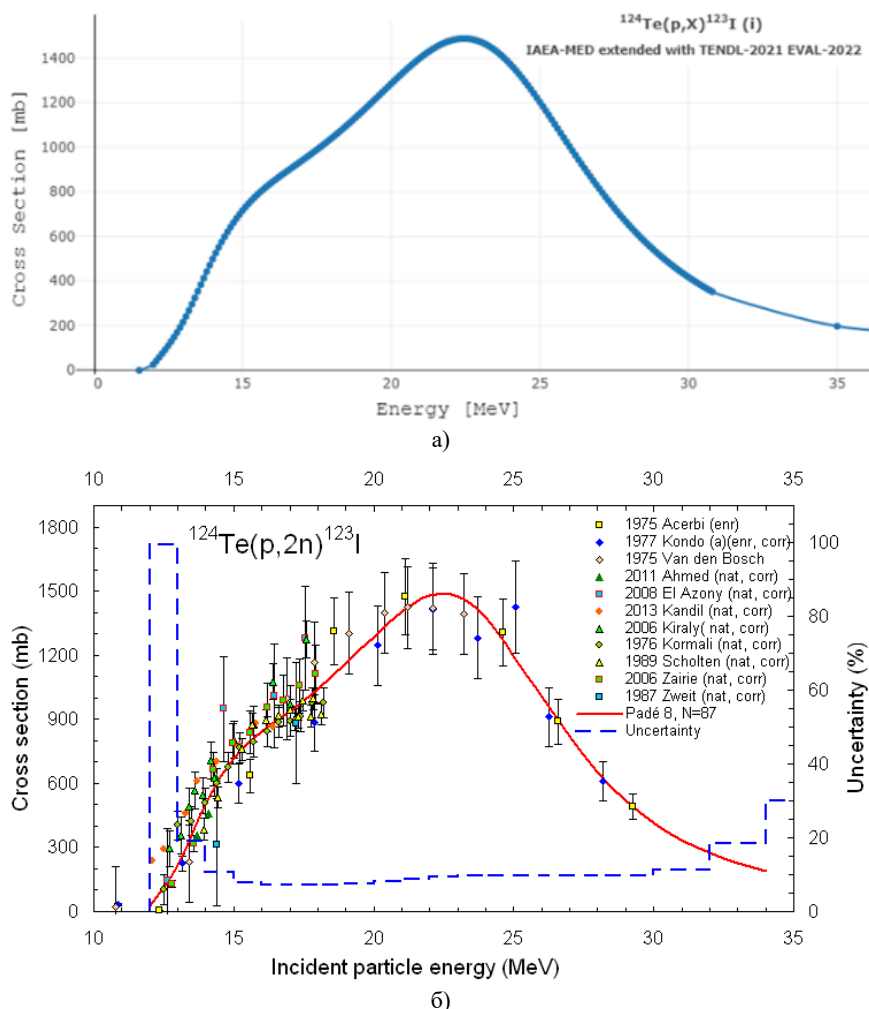 ¹²⁴Te(p,X)¹²³I (i)
IAEA-MED extended with TENDL-2021 EVAL-2022
Cross Section [mb]
1400
1200
1000
800
600
400
200
0
0 15 20 25 30 35
Energy [MeV]
а)
10 15 20 25 30 35
¹²⁴Te(p,2n)¹²³I
Cross section (mb)
1800
1500
1200
900
600
300
0
1975 Acerbi (enr)
1977 Kondo (a)(enr, corr)
1975 Van den Bosch
2011 Ahmed (nat, corr)
2008 El Azony (nat, corr)
2013 Kandil (nat, corr)
2006 Kiraly( nat, corr)
1976 Kormali (nat, corr)
1989 Scholten (nat, corr)
2006 Zairie (nat, corr)
1987 Zweit (nat, corr)
Padé 8, N=87
Uncertainty
100
80
60
40
20
0
Uncertainty (%)
10 15 20 25 30 35
Incident particle energy (MeV)
б)